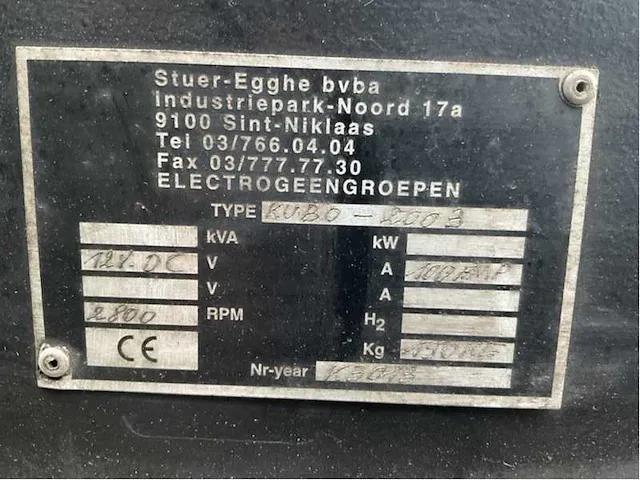 Stuer-Egghe bvba
Industriepark-Noord 17a
9100 Sint-Niklaas
Tel 03/766.04.04
Fax 03/777.77.30
ELECTROGEENGROEPEN
TYPE KUBO-2003
kVA kW
12V.DC V A 100AMP
V A
2800 RPM H2
CE Kg
Nr-year